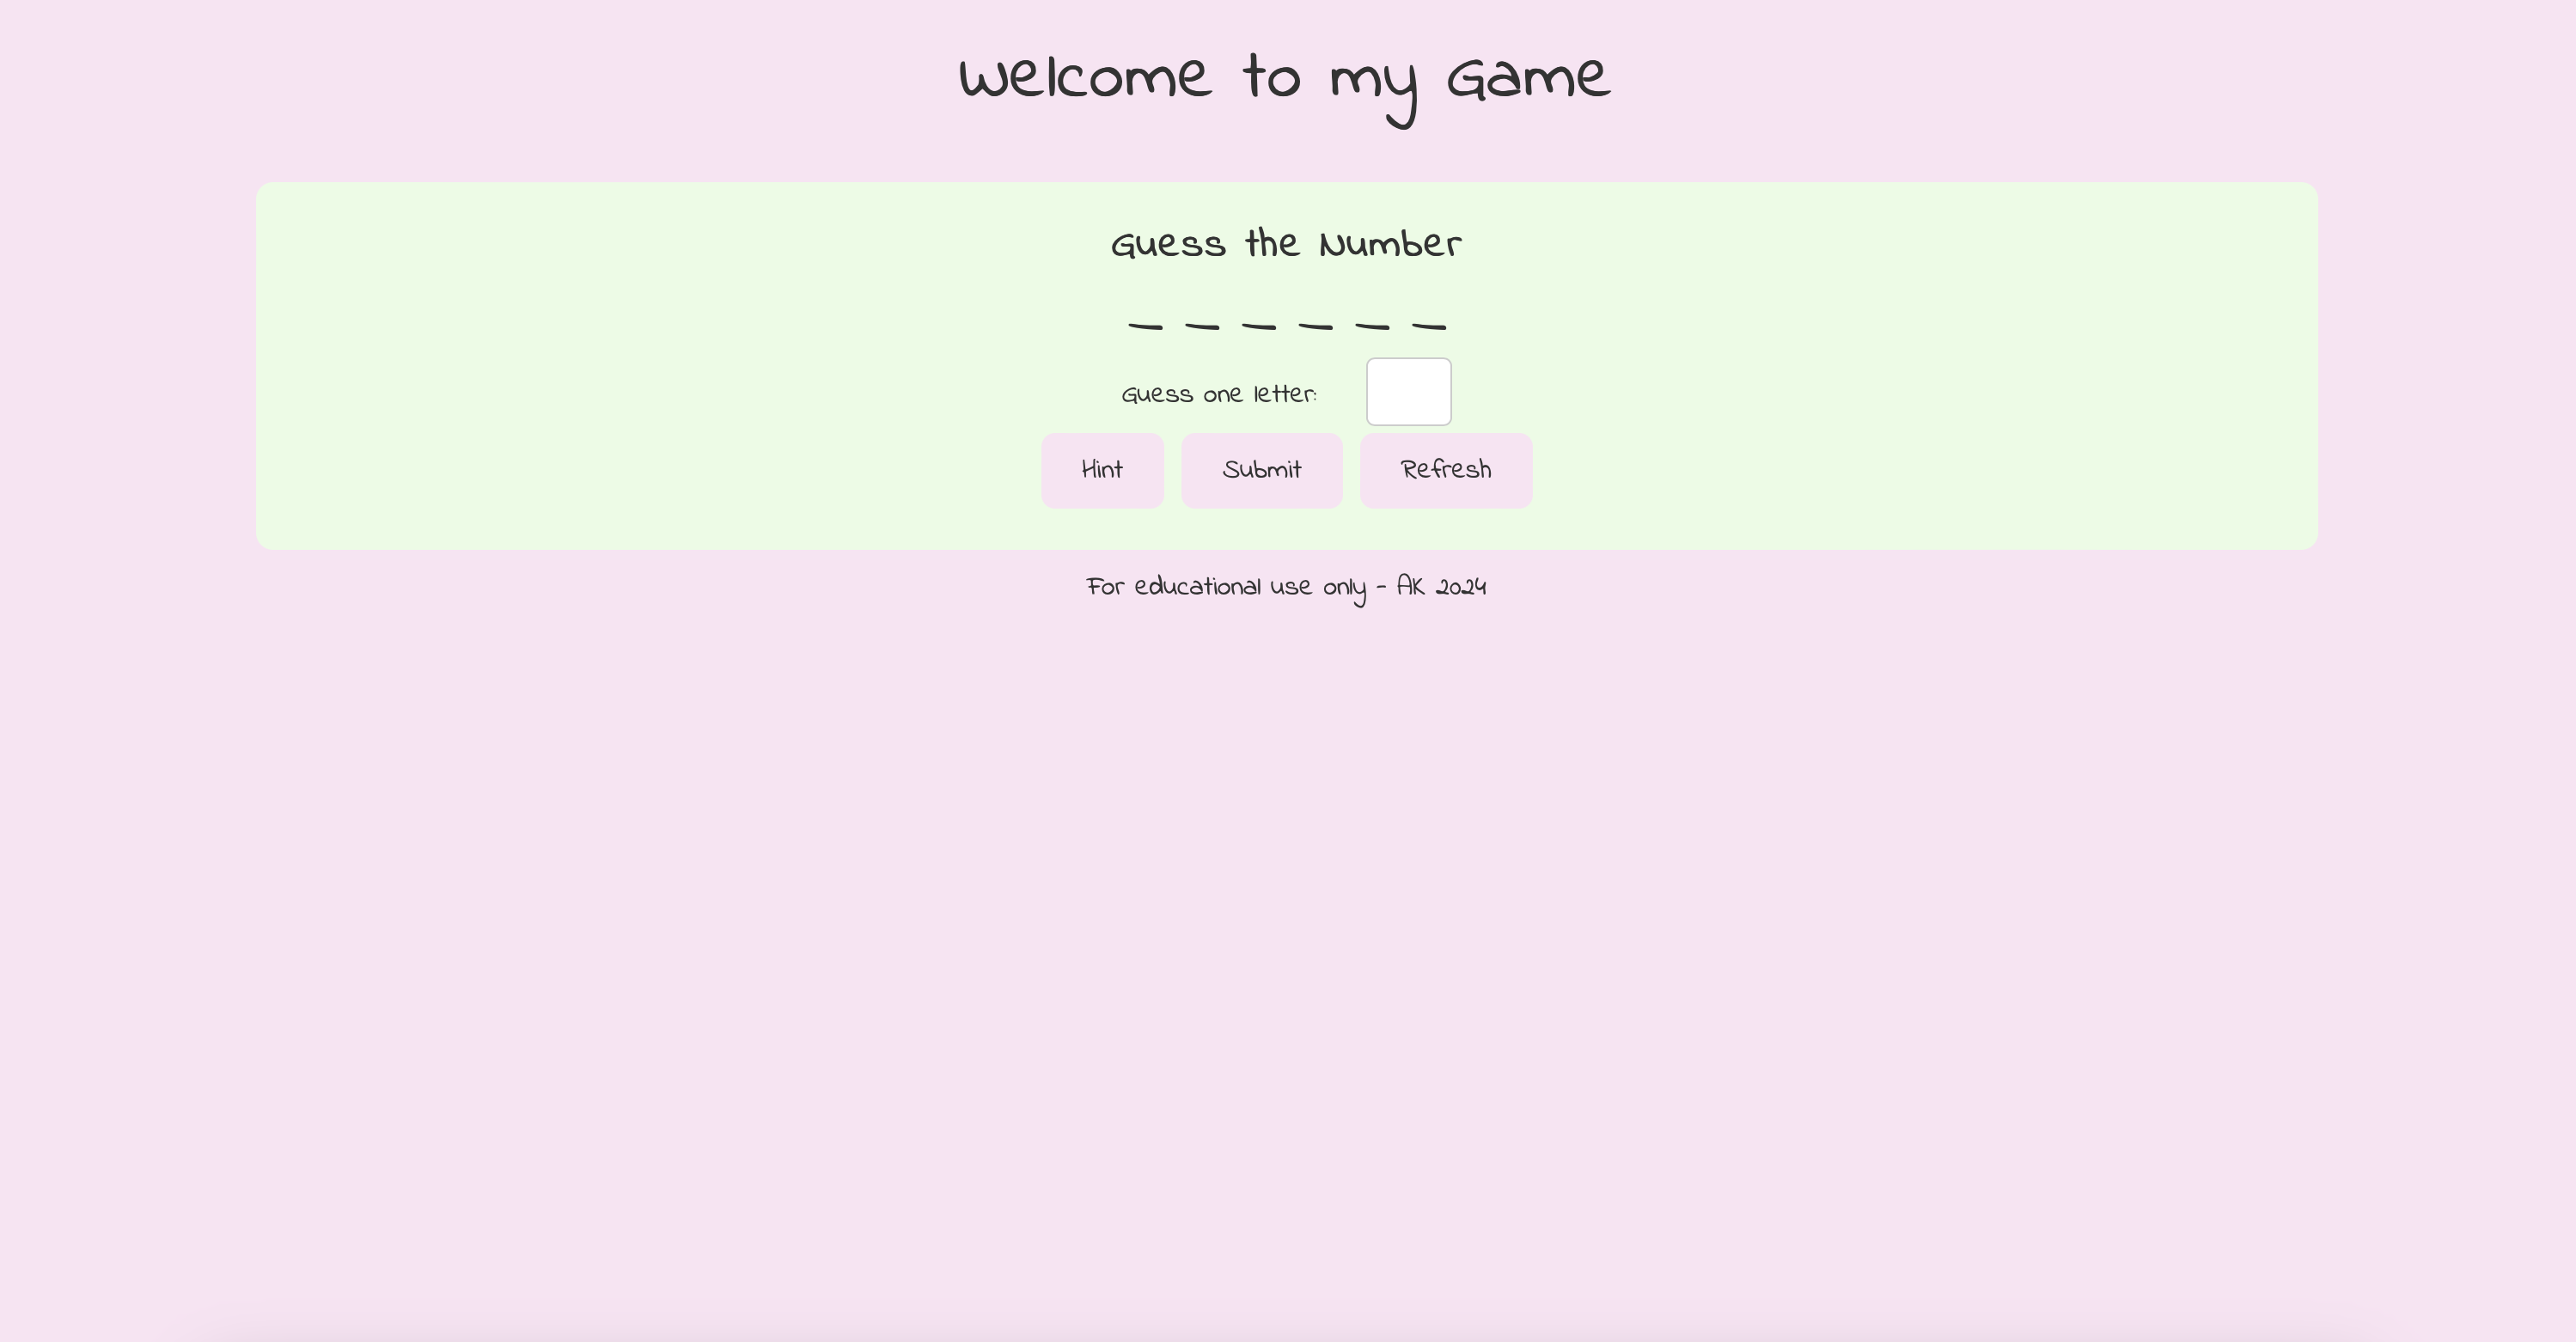 Welcome to my Game
Guess the Number
_ _ _ _ _ _
Guess one letter:
Hint Submit Refresh
For educational use only - AK 2024